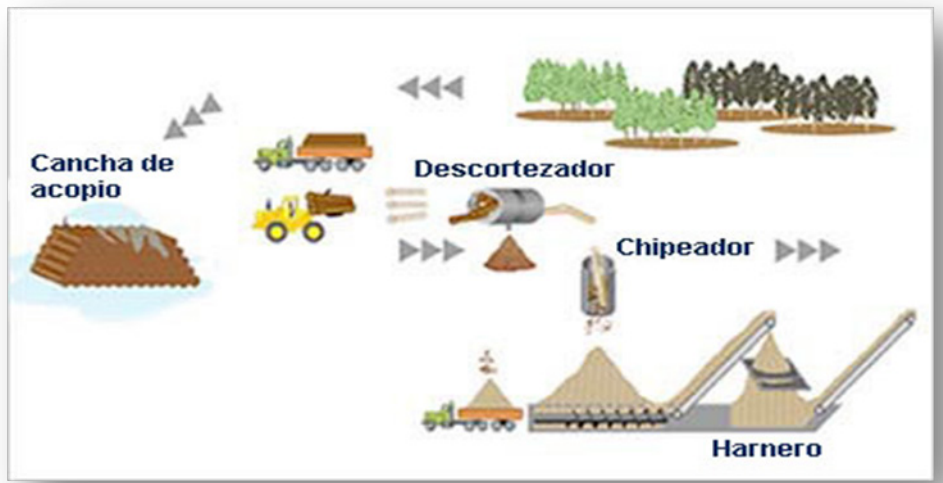 Cancha de
acopio
Descortezador
Chipeador
Harnero